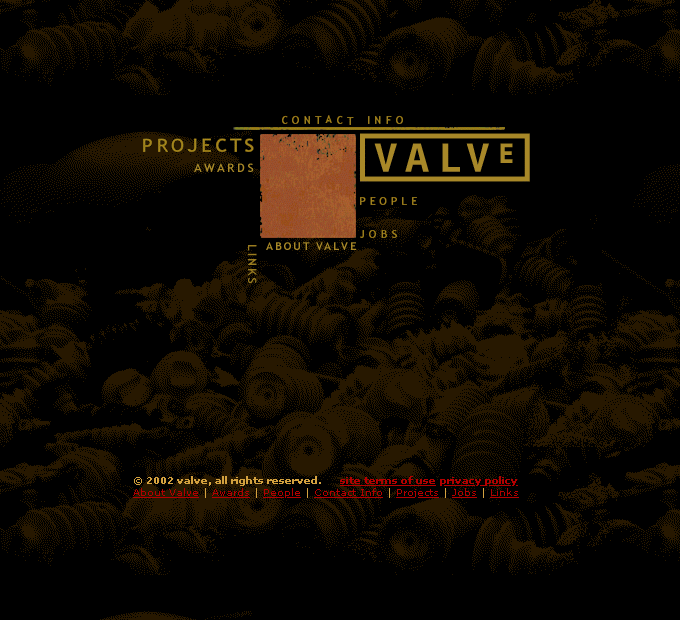 CONTACT INFO
PROJECTS
VALVE
AWARDS
PEOPLE
JOBS
ABOUT VALVE
LINKS
© 2002 valve, all rights reserved. site terms of use privacy policy
About Valve | Awards | People | Contact Info | Projects | Jobs | Links